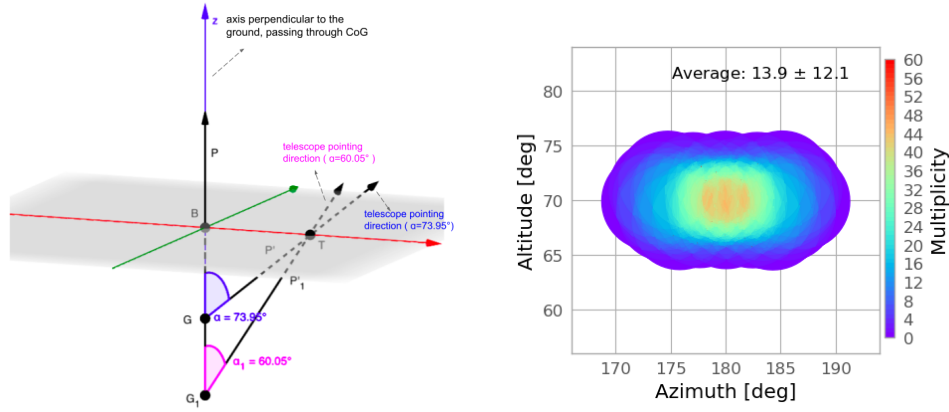 axis perpendicular to the
ground, passing through CoG
z
P
telescope pointing
direction ( α=60.05° )
telescope pointing
direction ( α=73.95°)
B
T
P'
P'₁
G
α = 73.95°
α₁ = 60.05°
G₁
Average: 13.9 ± 12.1
Altitude [deg]
80
75
70
65
60
170
175
180
185
190
Azimuth [deg]
60
56
52
48
44
40
36
32
28
24
20
16
12
8
4
0
Multiplicity